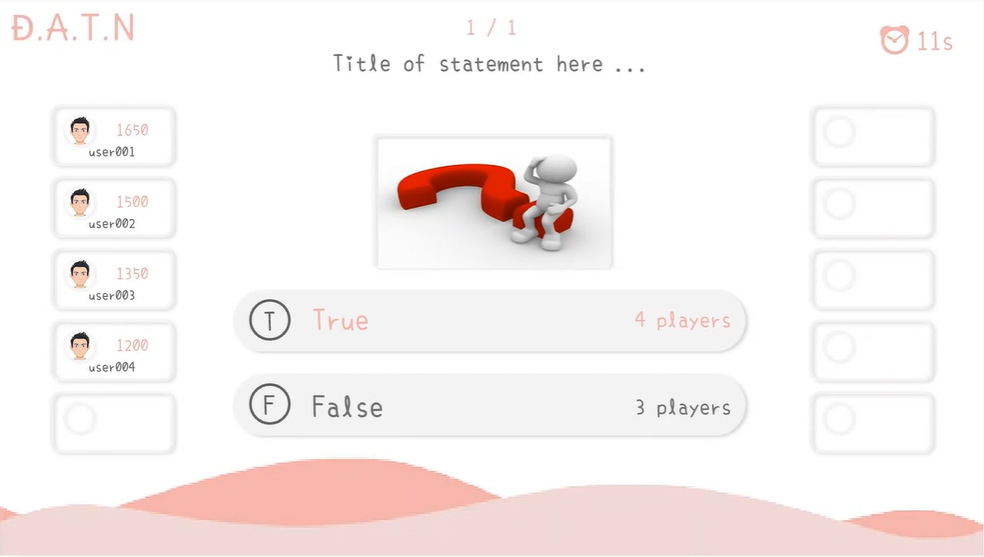 Đ.A.T.N
1 / 1
11s
Title of statement here ...
1650
user001
1500
user002
1350
user003
1200
user004
T True 4 players
F False 3 players